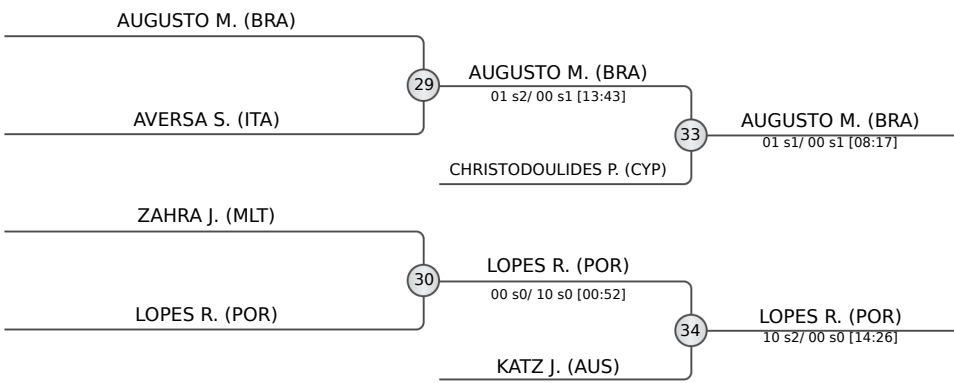 AUGUSTO M. (BRA)
29
AVERSA S. (ITA)
AUGUSTO M. (BRA)
01 s2/ 00 s1 [13:43]
33
CHRISTODOULIDES P. (CYP)
AUGUSTO M. (BRA)
01 s1/ 00 s1 [08:17]
ZAHRA J. (MLT)
30
LOPES R. (POR)
LOPES R. (POR)
00 s0/ 10 s0 [00:52]
34
KATZ J. (AUS)
LOPES R. (POR)
10 s2/ 00 s0 [14:26]